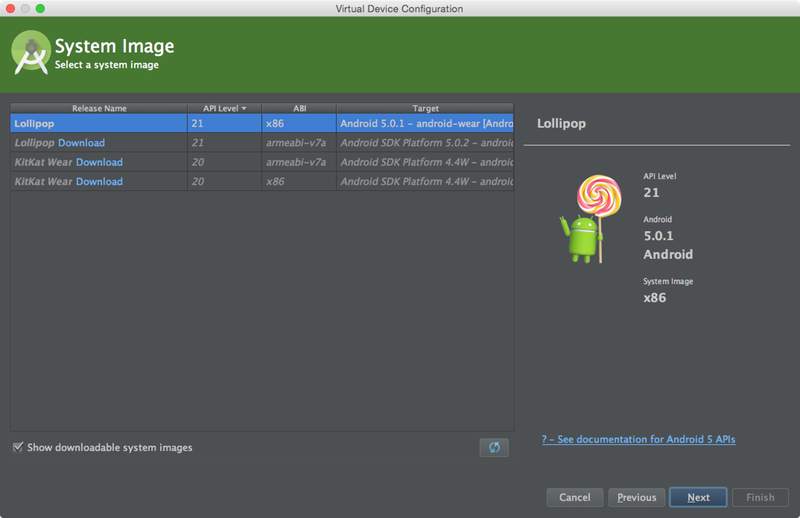 Virtual Device Configuration
System Image
Select a system image
Release Name API Level ABI Target
Lollipop 21 x86 Android 5.0.1 - android-wear [Andro
Lollipop Download 21 armeabi-v7a Android SDK Platform 5.0.2 - android
KitKat Wear Download 20 armeabi-v7a Android SDK Platform 4.4W - android
KitKat Wear Download 20 x86 Android SDK Platform 4.4W - android
Lollipop
API Level
21
Android
5.0.1
Android
System Image
x86
? - See documentation for Android 5 APIs
Show downloadable system images
Cancel Previous Next Finish